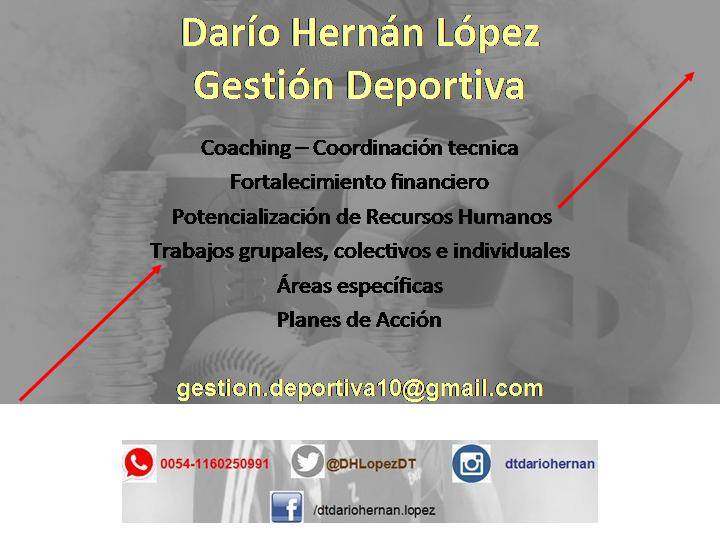 Darío Hernán López
Gestión Deportiva
Coaching – Coordinación tecnica
Fortalecimiento financiero
Potencialización de Recursos Humanos
Trabajos grupales, colectivos e individuales
Áreas específicas
Planes de Acción
gestion.deportiva10@gmail.com
0054-1160250991 @DHLopezDT dtdariohernan
/dtdariohernan.lopez